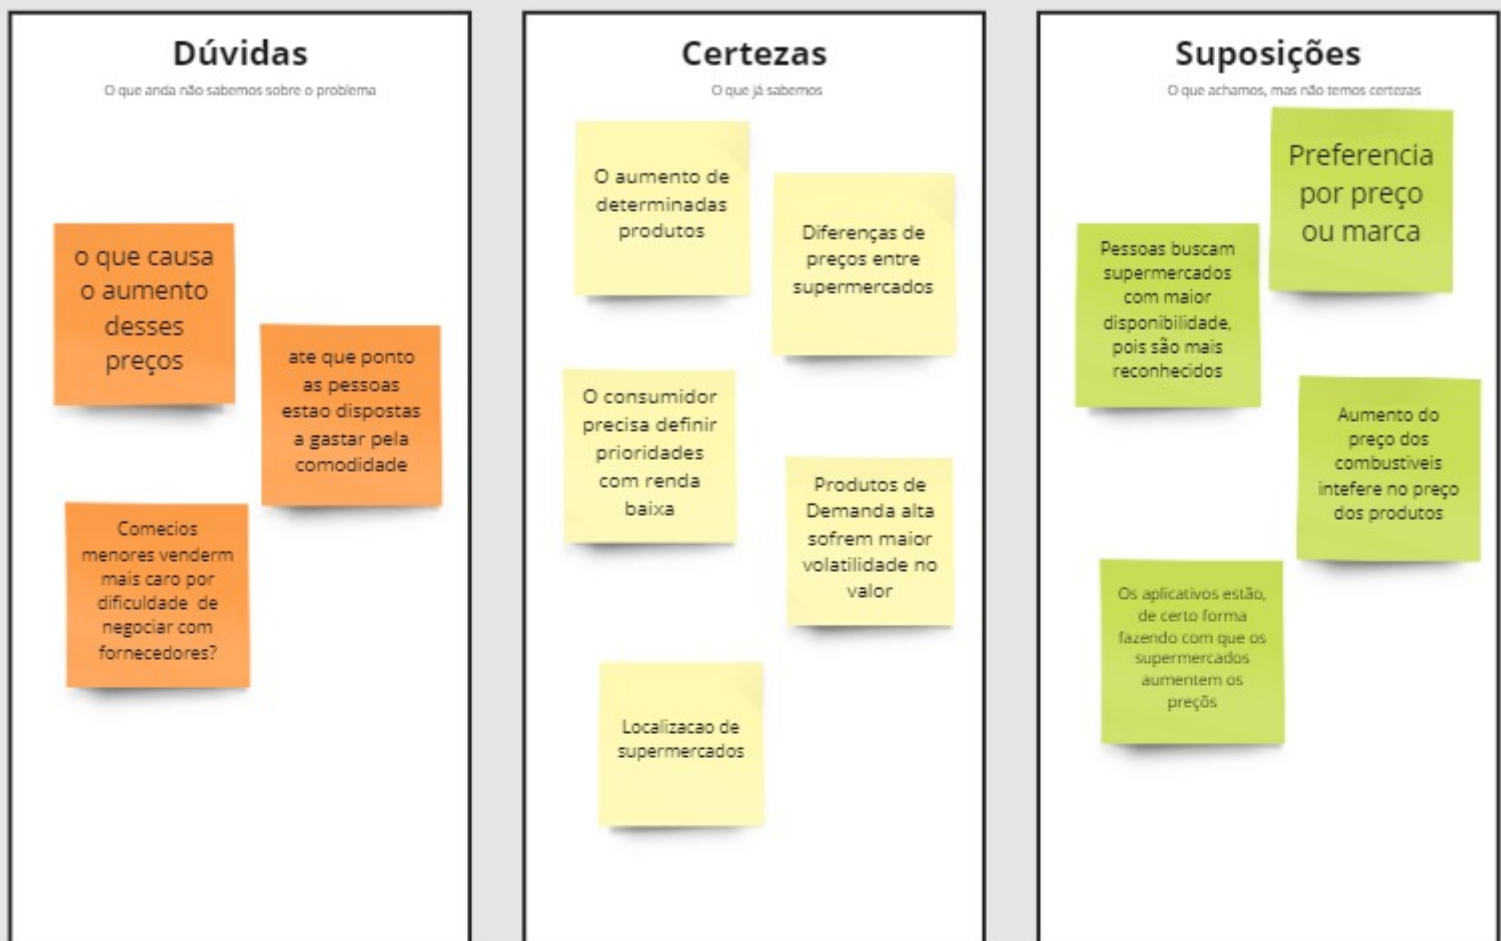 Dúvidas
O que anda não sabemos sobre o problema
o que causa
o aumento
desses
preços
ate que ponto
as pessoas
estao dispostas
a gastar pela
comodidade
Comecios
menores venderm
mais caro por
dificuldade de
negociar com
fornecedores?
Certezas
O que já sabemos
O aumento de
determinadas
produtos
Diferenças de
preços entre
supermercados
O consumidor
precisa definir
prioridades
com renda
baixa
Produtos de
Demanda alta
sofrem maior
volatilidade no
valor
Localizacao de
supermercados
Suposições
O que achamos, mas não temos certezas
Preferencia
por preço
ou marca
Pessoas buscam
supermercados
com maior
disponibilidade,
pois são mais
reconhecidos
Aumento do
preço dos
combustiveis
intefere no preço
dos produtos
Os aplicativos estão,
de certo forma
fazendo com que os
supermercados
aumentem os
preçõs